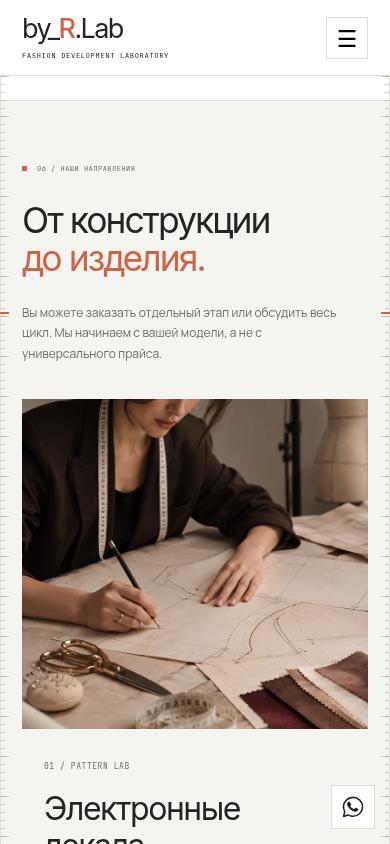 by_R.Lab
FASHION DEVELOPMENT LABORATORY
06 / НАШИ НАПРАВЛЕНИЯ
От конструкции
до изделия.
Вы можете заказать отдельный этап или обсудить весь
цикл. Мы начинаем с вашей модели, а не с
универсального прайса.
01 / PATTERN LAB
Электронные
лекала